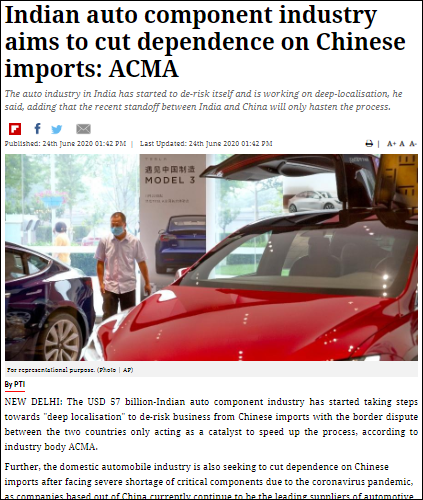 Indian auto component industry
aims to cut dependence on Chinese
imports: ACMA
The auto industry in India has started to de-risk itself and is working on deep-localisation, he
said, adding that the recent standoff between India and China will only hasten the process.
Published: 24th June 2020 01:42 PM | Last Updated: 24th June 2020 01:42 PM | A+ A A-
遇见中国制造
MODEL 3
For representational purpose. (Photo | AP)
By PTI
NEW DELHI: The USD 57 billion-Indian auto component industry has started taking steps
towards "deep localisation" to de-risk business from Chinese imports with the border dispute
between the two countries only acting as a catalyst to speed up the process, according to
industry body ACMA.
Further, the domestic automobile industry is also seeking to cut dependence on Chinese
imports after facing severe shortage of critical components due to the coronavirus pandemic,
as companies based out of China currently continue to be the leading suppliers of automotive